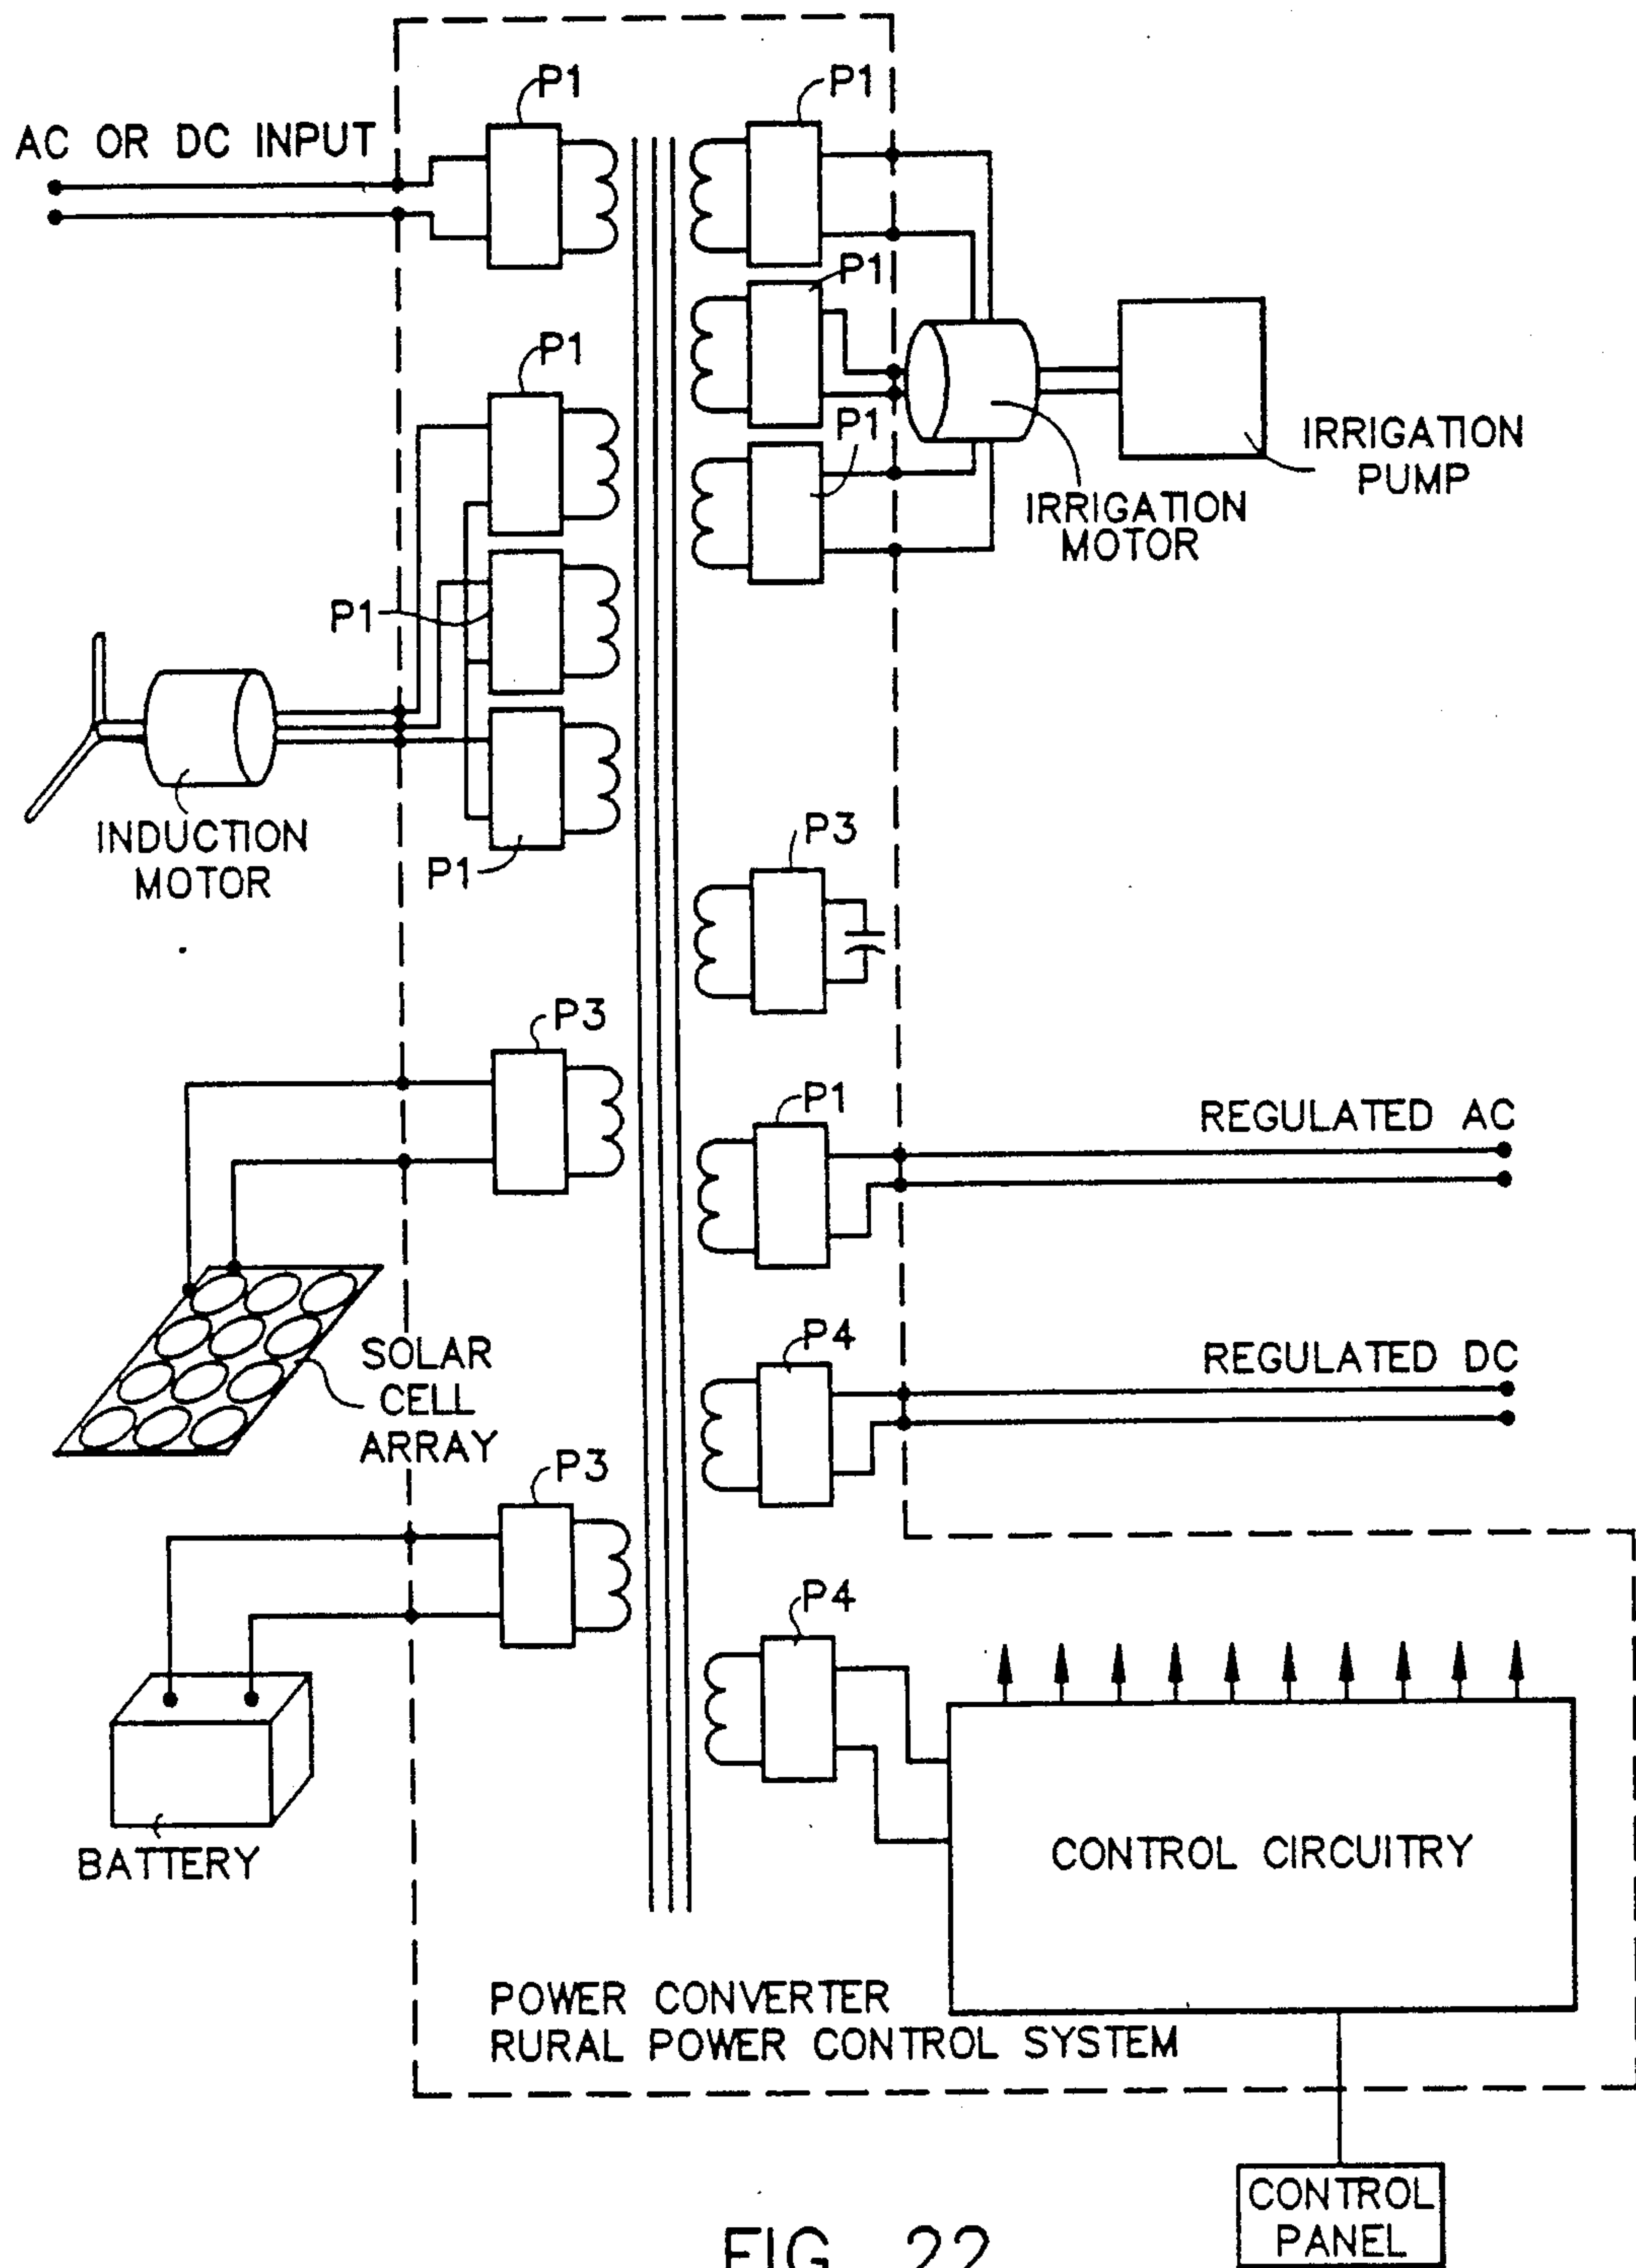 P1
P1
AC OR DC INPUT
P1
P1
P1
IRRIGATION
PUMP
IRRIGATION
MOTOR
P1
INDUCTION
MOTOR
P1
P3
P3
P1
REGULATED AC
SOLAR
CELL
ARRAY
P4
REGULATED DC
P3
P4
BATTERY
CONTROL CIRCUITRY
POWER CONVERTER
RURAL POWER CONTROL SYSTEM
CONTROL
PANEL
FIG. 22